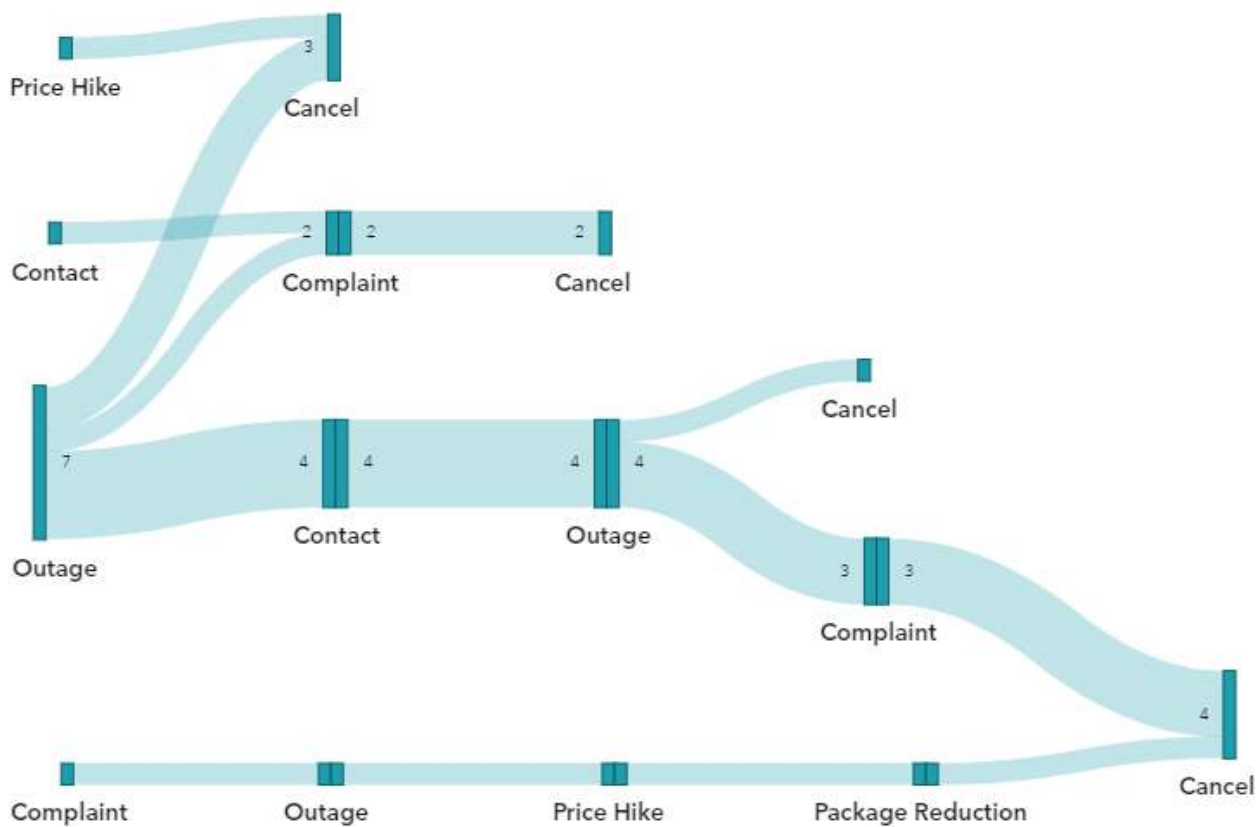 3
Price Hike
Cancel
2 2 2
Contact
Complaint
Cancel
Cancel
7 4 4 4 4
Contact
Outage
Outage
3 3
Complaint
4
Cancel
Complaint
Outage
Price Hike
Package Reduction